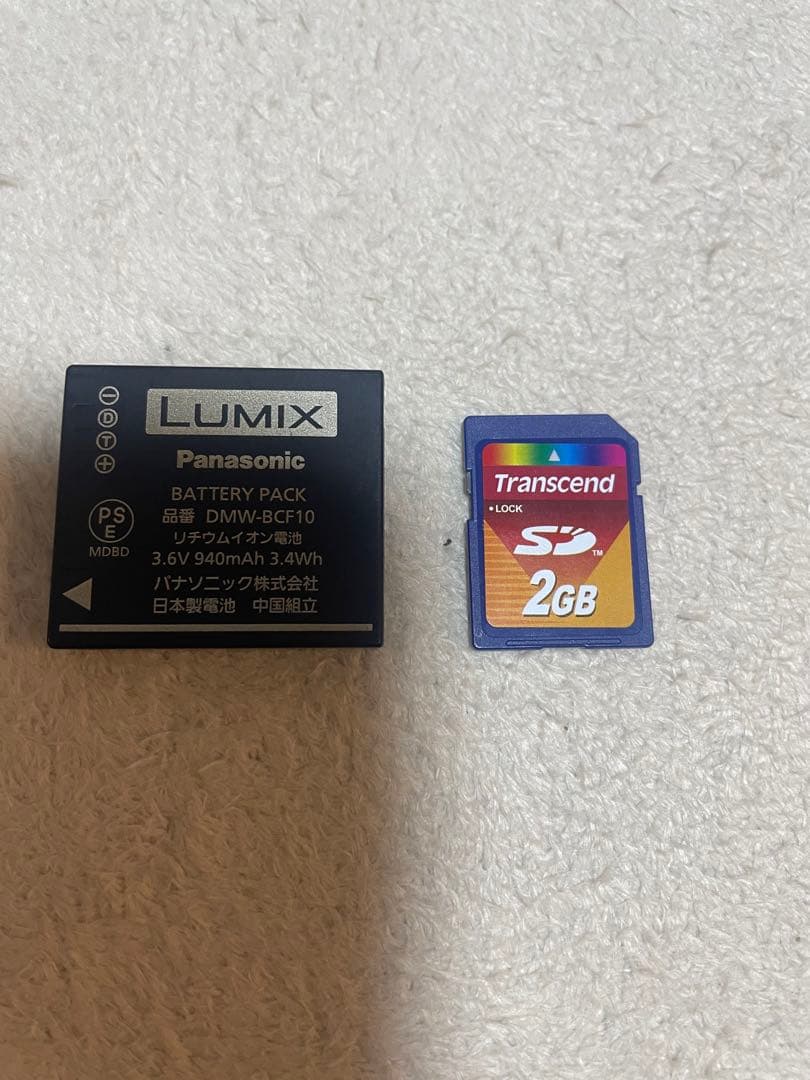 LUMIX
Panasonic
BATTERY PACK
品番 DMW-BCF10
リチウムイオン電池
3.6V 940mAh 3.4Wh
パナソニック株式会社
日本製電池 中国組立
D
T
PS
E
MDBD
Transcend
LOCK
SD
TM
2GB